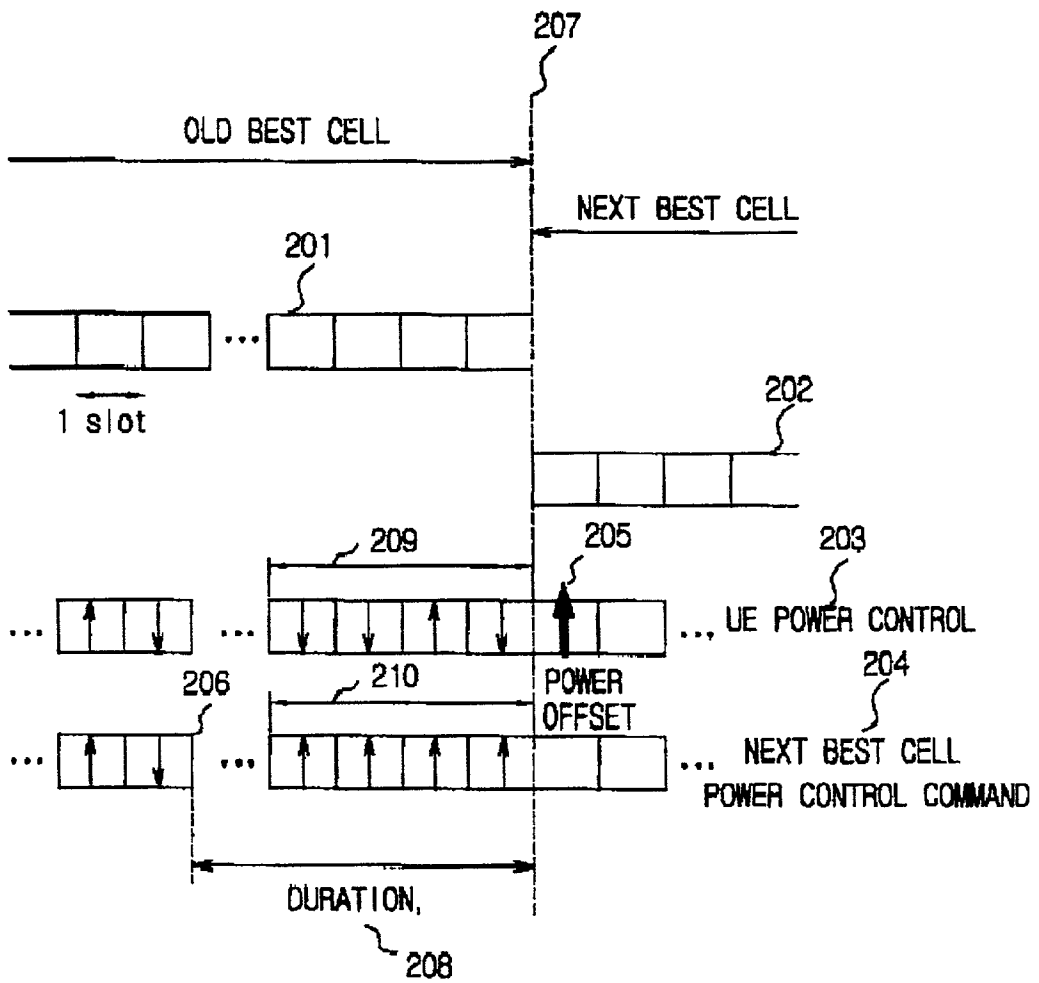 207
OLD BEST CELL
NEXT BEST CELL
201
...
1 slot
202
209
205
203
... ... ... UE POWER CONTROL
206
210
POWER
OFFSET
204
... ... ... NEXT BEST CELL
POWER CONTROL COMMAND
DURATION,
208